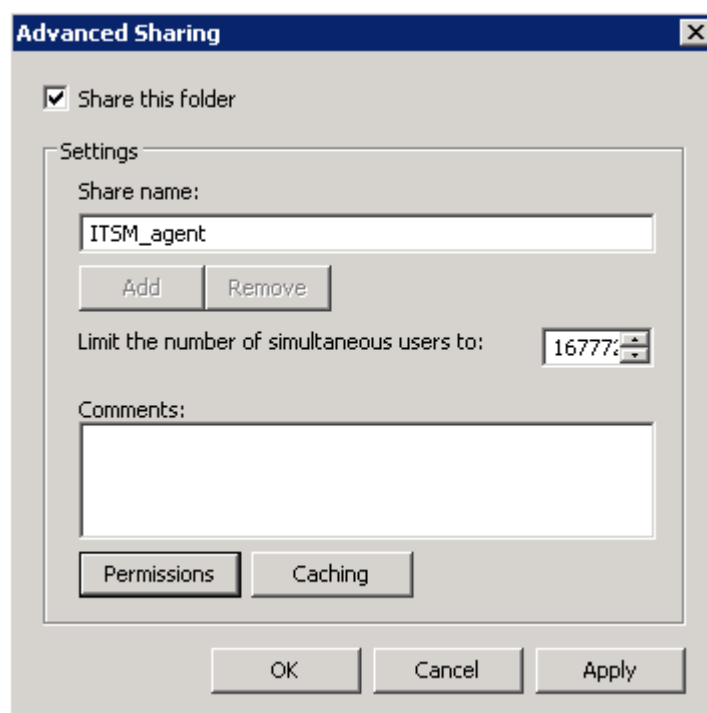 Advanced Sharing
Share this folder
Settings
Share name:
ITSM_agent
Add Remove
Limit the number of simultaneous users to:
Comments:
Permissions Caching
OK Cancel Apply